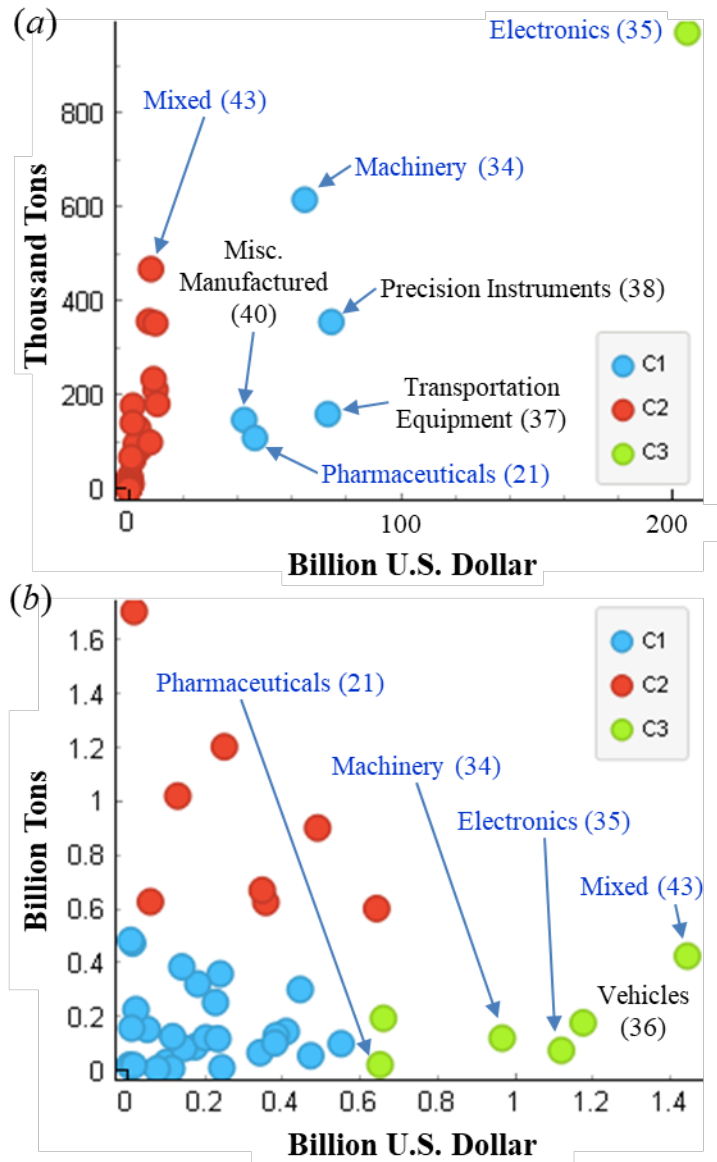 (a)
Electronics (35)
Mixed (43)
800
Machinery (34)
600
Misc.
Manufactured
(40)
Precision Instruments (38)
400
C1
Transportation
Equipment (37)
C2
200
C3
Pharmaceuticals (21)
0
0
100
200
Thousand Tons
Billion U.S. Dollar
(b)
1.6
C1
C2
Pharmaceuticals (21)
1.4
C3
1.2
Machinery (34)
1
Electronics (35)
0.8
Mixed (43)
0.6
0.4
Vehicles
(36)
0.2
0
0
0.2
0.4
0.6
0.8
1
1.2
1.4
Billion Tons
Billion U.S. Dollar